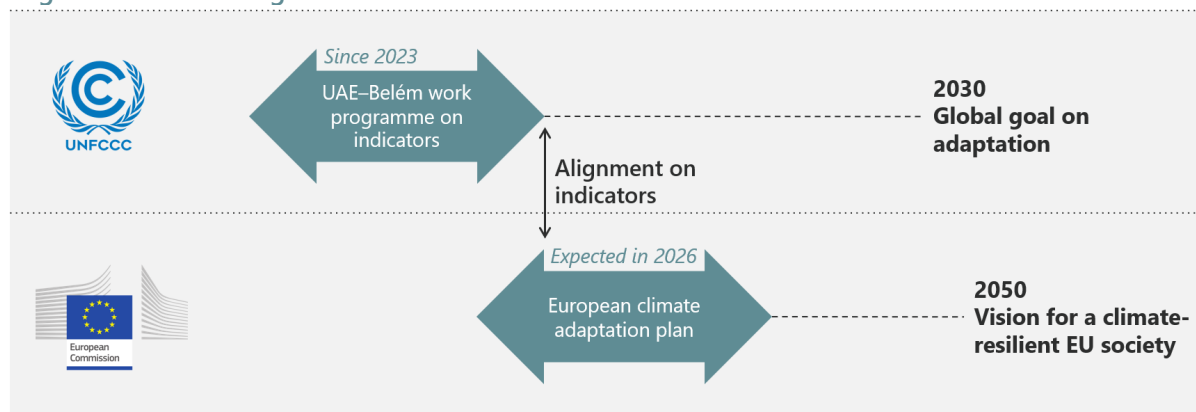 Since 2023
UAE–Belém work
programme on
indicators
UNFCCC
2030
Global goal on
adaptation
Alignment on
indicators
Expected in 2026
European climate
adaptation plan
European
Commission
2050
Vision for a climate-
resilient EU society